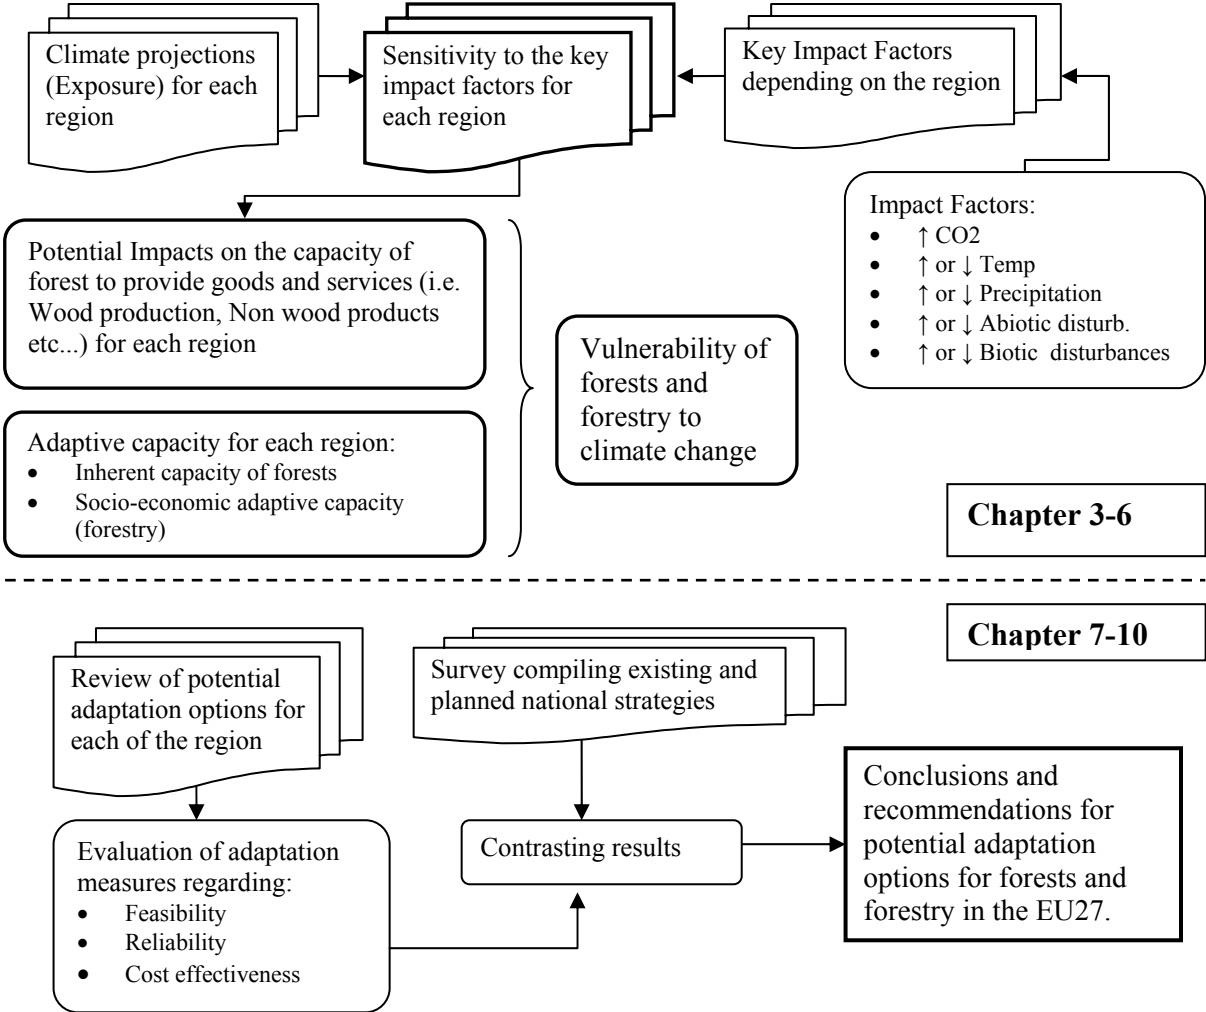 Climate projections
(Exposure) for each
region
Sensitivity to the key
impact factors for
each region
Key Impact Factors
depending on the region
Impact Factors:
• ↑ CO2
• ↑ or ↓ Temp
• ↑ or ↓ Precipitation
• ↑ or ↓ Abiotic disturb.
• ↑ or ↓ Biotic disturbances
Potential Impacts on the capacity of
forest to provide goods and services (i.e.
Wood production, Non wood products
etc...) for each region
Vulnerability of
forests and
forestry to
climate change
Adaptive capacity for each region:
• Inherent capacity of forests
• Socio-economic adaptive capacity
(forestry)
Chapter 3-6
Chapter 7-10
Review of potential
adaptation options for
each of the region
Survey compiling existing and
planned national strategies
Evaluation of adaptation
measures regarding:
• Feasibility
• Reliability
• Cost effectiveness
Contrasting results
Conclusions and
recommendations for
potential adaptation
options for forests and
forestry in the EU27.